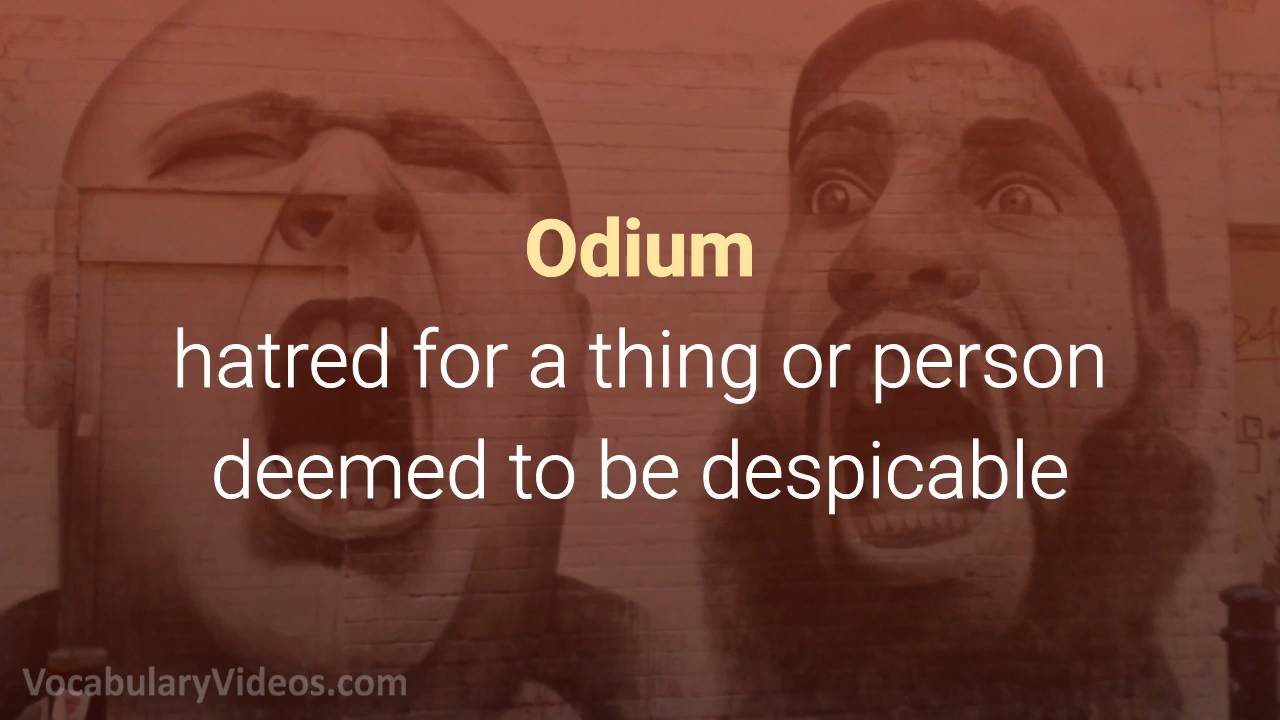 Odium
hatred for a thing or person
deemed to be despicable
VocabularyVideos.com